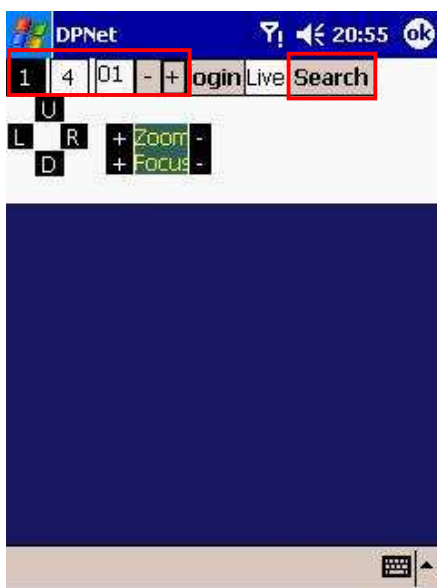 DPNet 20:55 ok
1 4 01 - + ogin Live Search
U
L R + Zoom -
D + Focus -